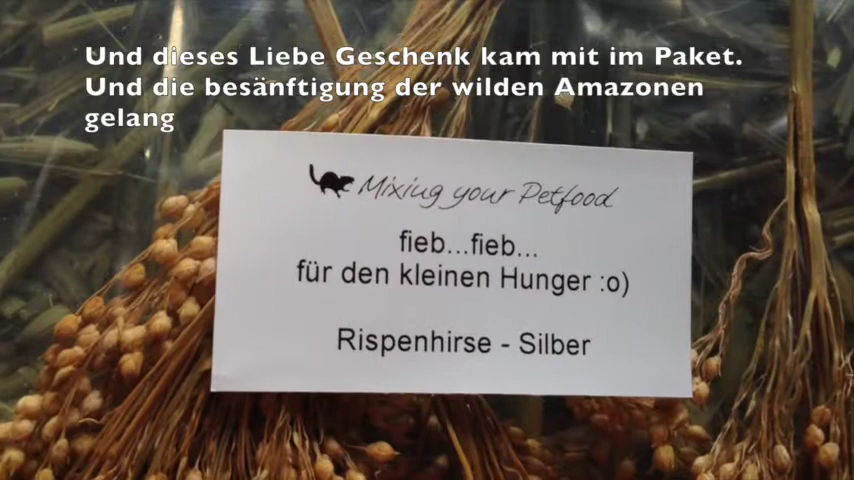 Und dieses Liebe Geschenk kam mit im Paket.
Und die besänftigung der wilden Amazonen
gelang
Mixing your Petfood
fieb...fieb...
für den kleinen Hunger :o)
Rispenhirse - Silber